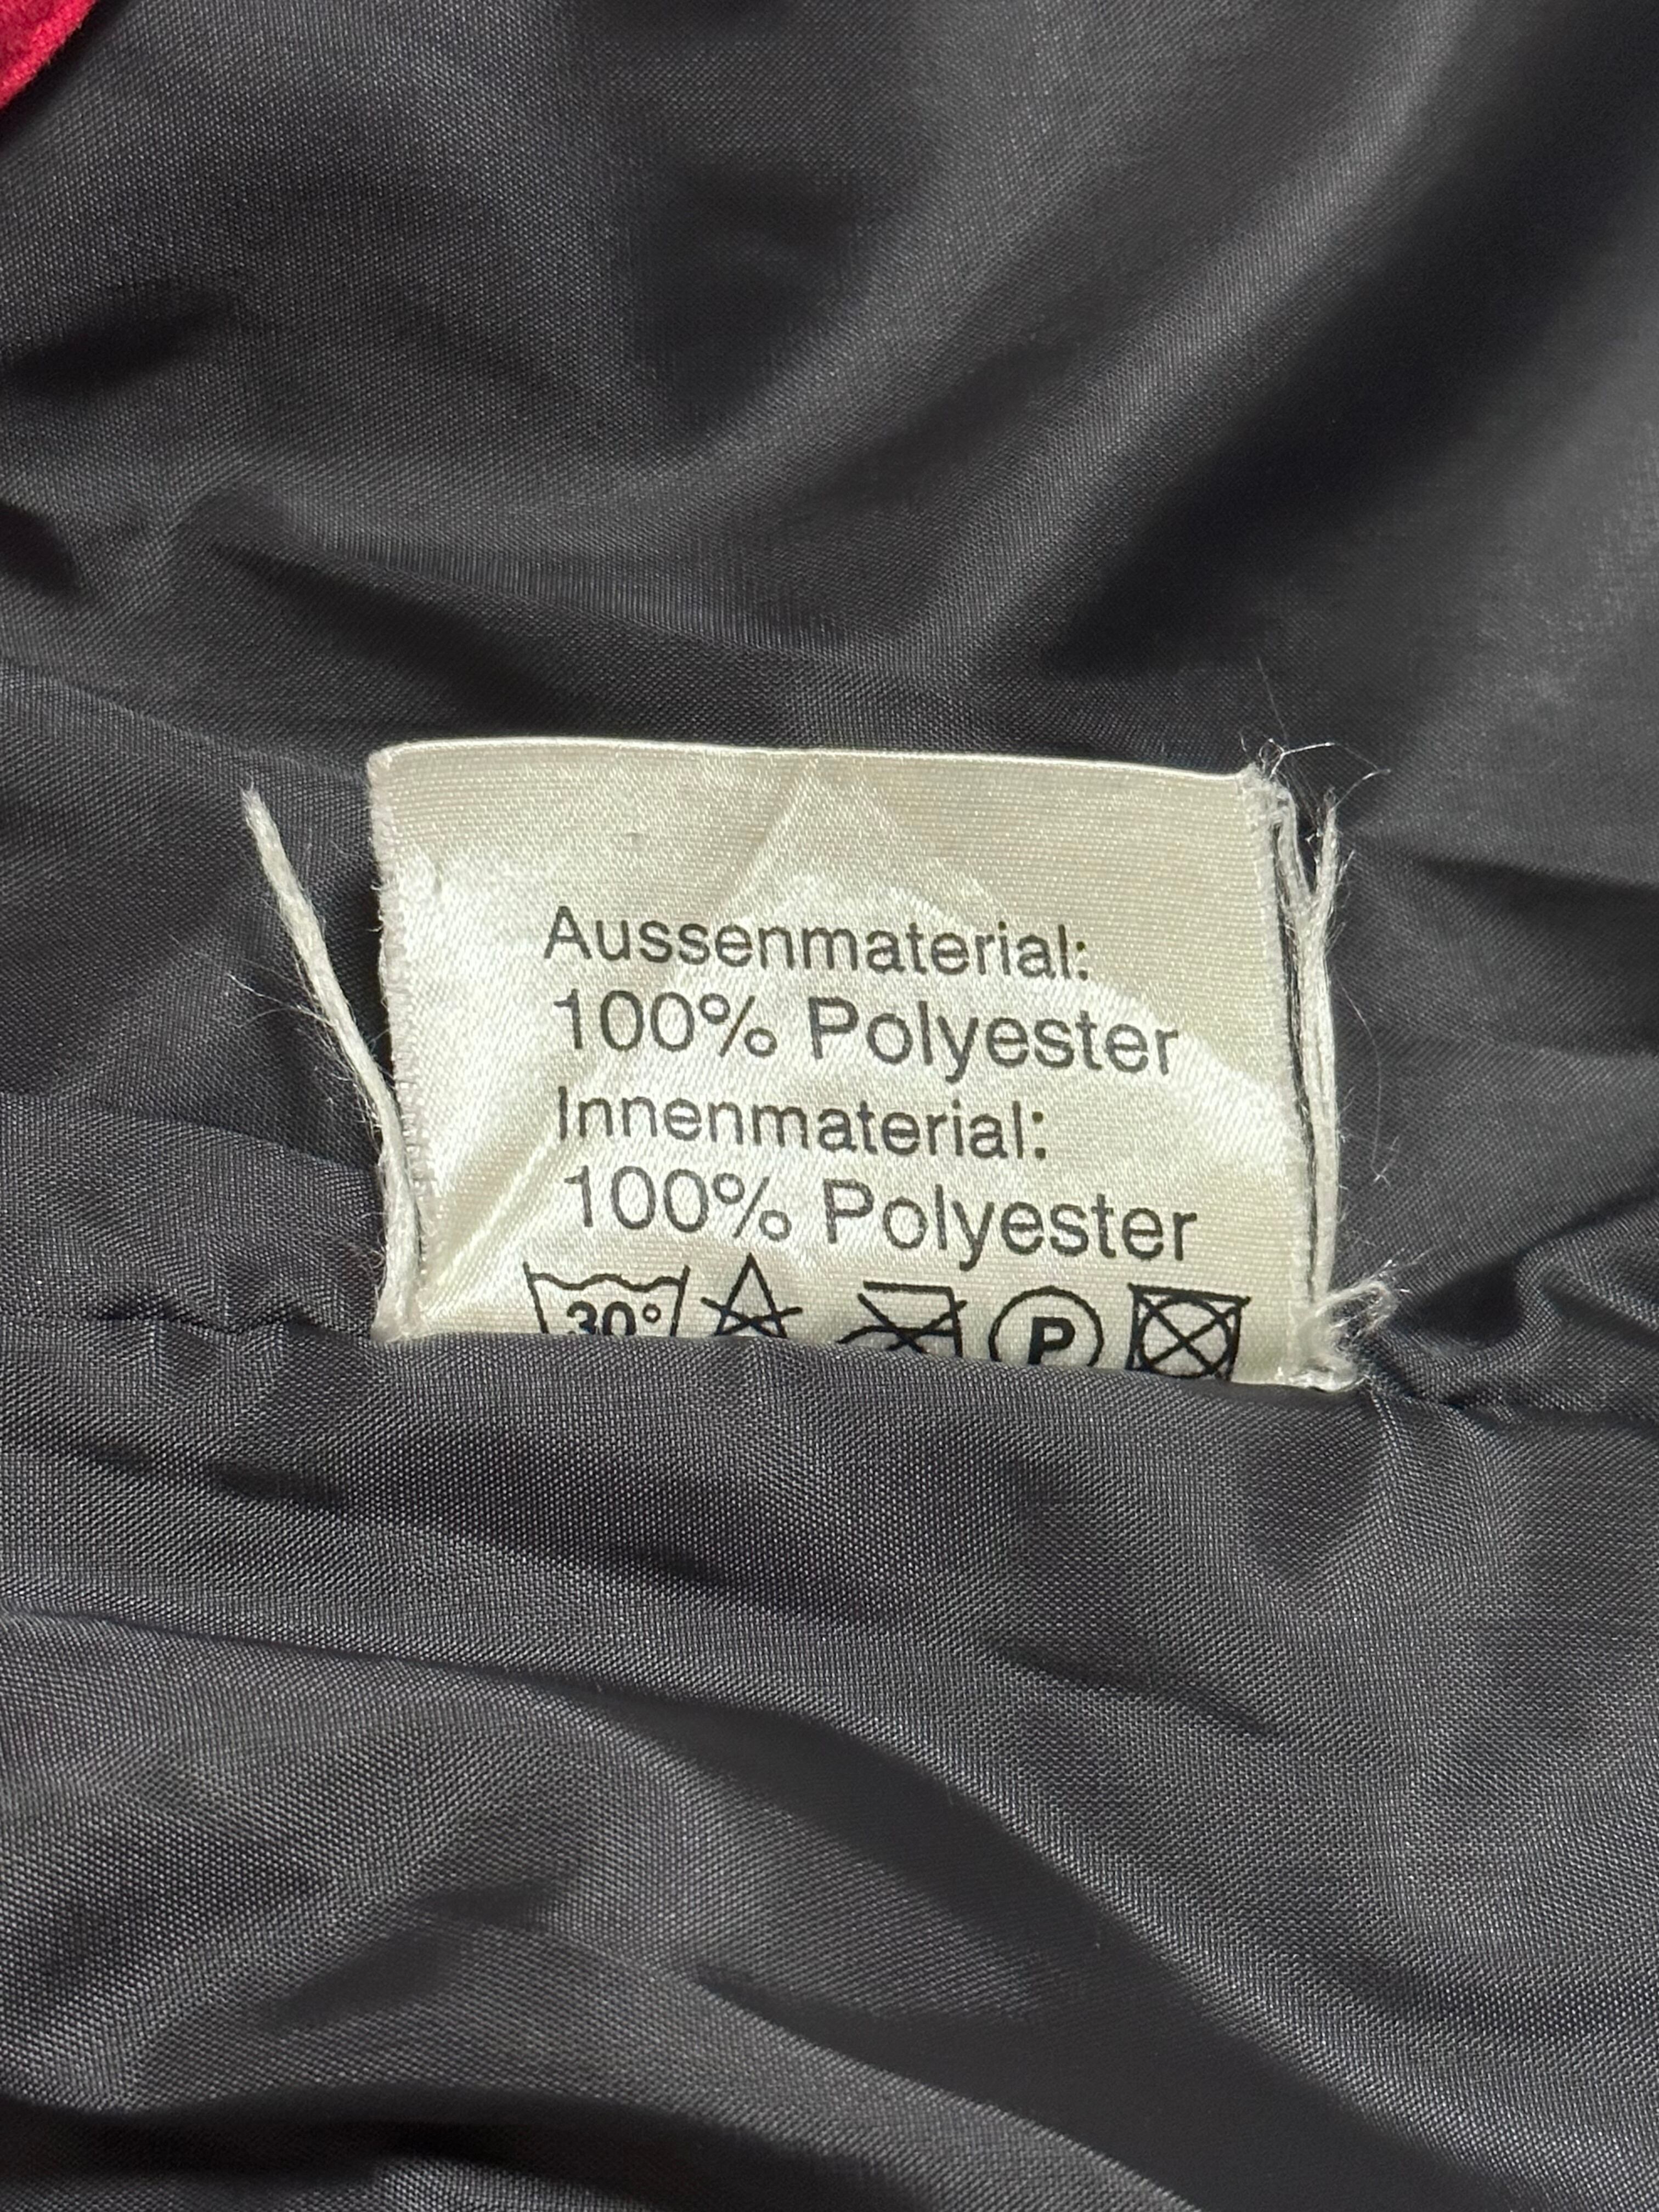 Aussenmaterial:
100% Polyester
Innenmaterial:
100% Polyester
30° P